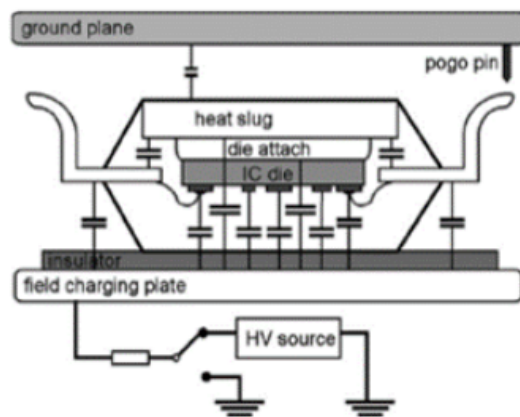 ground plane
pogo pin
heat slug
die attach
IC die
insulator
field charging plate
HV source